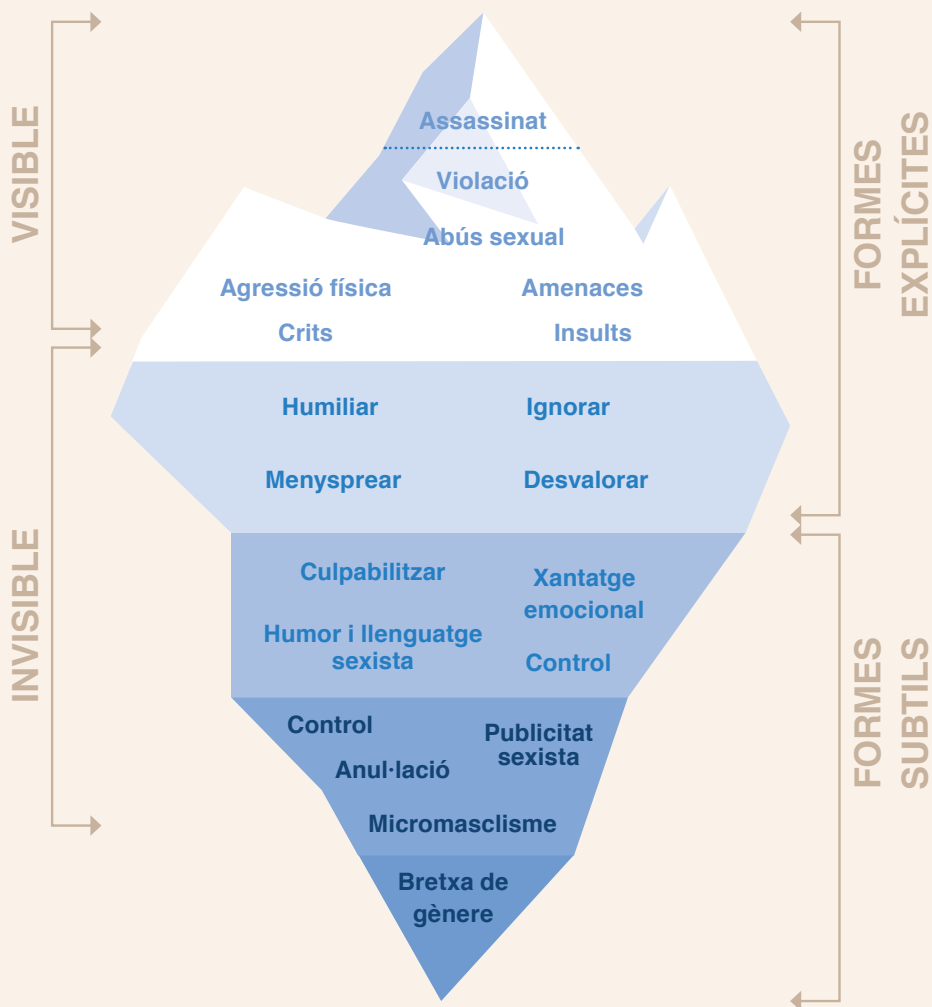 VISIBLE
INVISIBLE
Assassinat
Violació
Abús sexual
Agressió física
Amenaces
Crits
Insults
Humiliar
Ignorar
Menysprear
Desvalorar
Culpabilitzar
Xantatge
emocional
Humor i llenguatge
sexista
Control
Control
Publicitat
sexista
Anul·lació
Micromasclisme
Bretxa de
gènere
FORMES
EXPLÍCITES
FORMES
SUBTILS